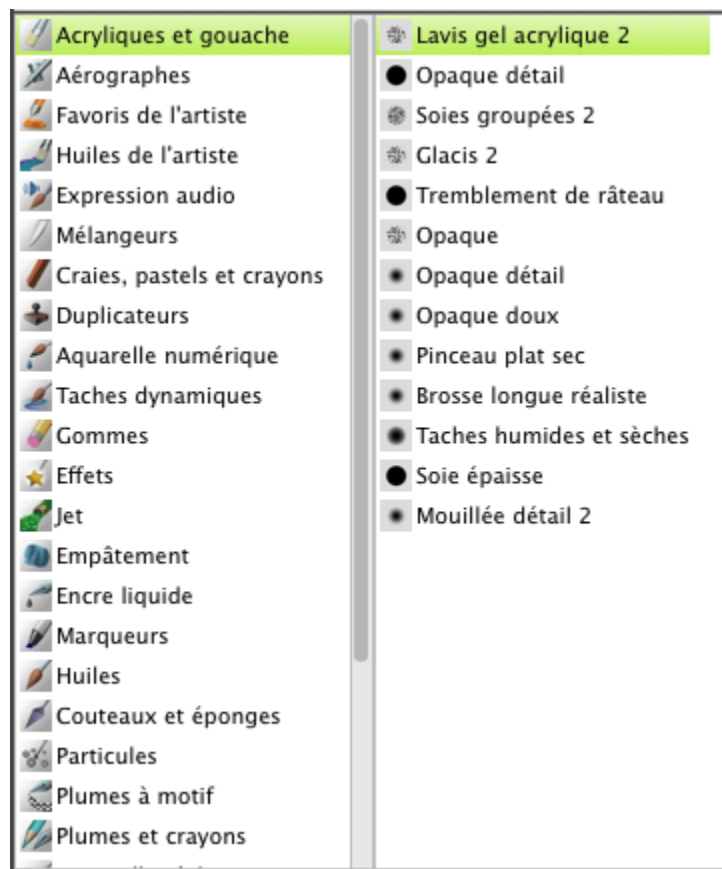 Acryliques et gouache
Aérographes
Favoris de l'artiste
Huiles de l'artiste
Expression audio
Mélangeurs
Craies, pastels et crayons
Duplicateurs
Aquarelle numérique
Taches dynamiques
Gommes
Effets
Jet
Empâtement
Encre liquide
Marqueurs
Huiles
Couteaux et éponges
Particules
Plumes à motif
Plumes et crayons
Lavis gel acrylique 2
Opaque détail
Soies groupées 2
Glacis 2
Tremblement de râteau
Opaque
Opaque détail
Opaque doux
Pinceau plat sec
Brosse longue réaliste
Taches humides et sèches
Soie épaisse
Mouillée détail 2